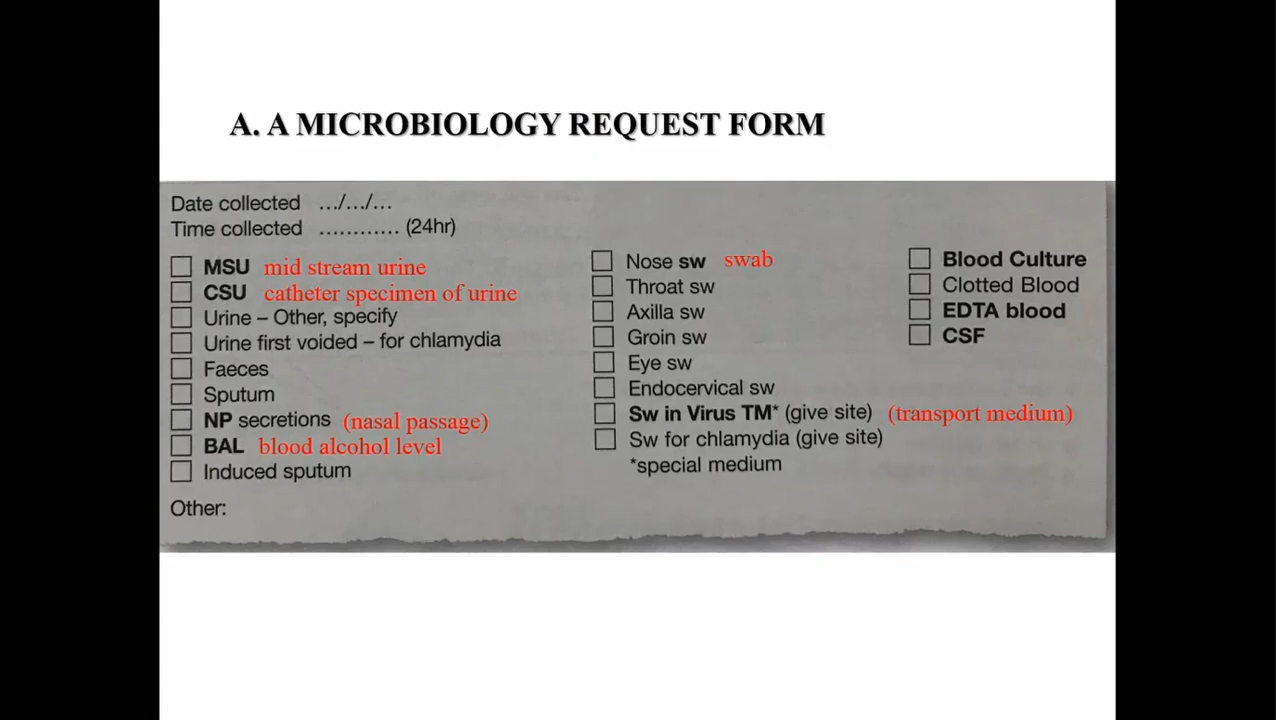 A. A MICROBIOLOGY REQUEST FORM
Date collected .../.../...
Time collected ............ (24hr)
MSU mid stream urine
CSU catheter specimen of urine
Urine – Other, specify
Urine first voided – for chlamydia
Faeces
Sputum
NP secretions (nasal passage)
BAL blood alcohol level
Induced sputum
Other:
Nose sw swab
Throat sw
Axilla sw
Groin sw
Eye sw
Endocervical sw
Sw in Virus TM* (give site) (transport medium)
Sw for chlamydia (give site)
*special medium
Blood Culture
Clotted Blood
EDTA blood
CSF